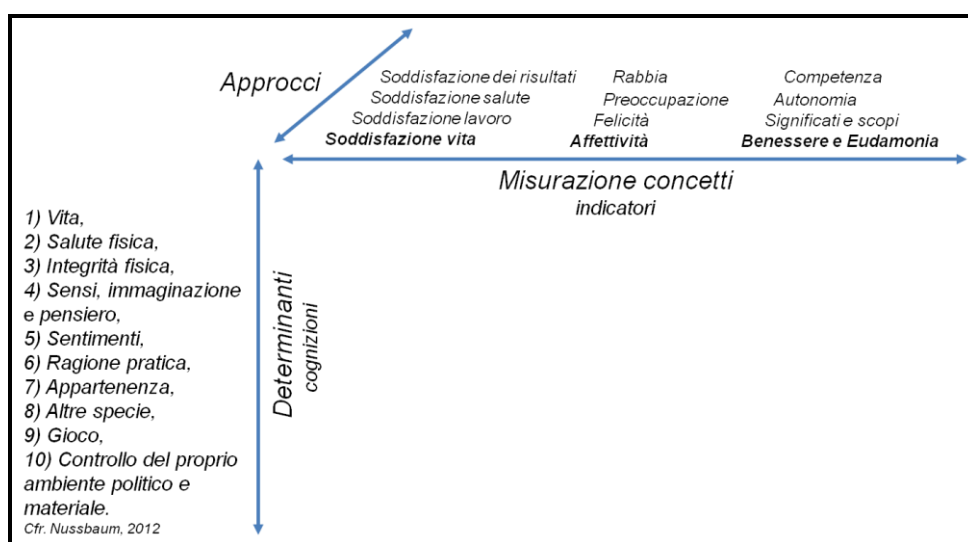 Approcci
Soddisfazione dei risultati
Soddisfazione salute
Soddisfazione lavoro
Soddisfazione vita
Rabbia
Preoccupazione
Felicità
Affettività
Competenza
Autonomia
Significati e scopi
Benessere e Eudamonia
Misurazione concetti
indicatori
Determinanti
cognizioni
1) Vita,
2) Salute fisica,
3) Integrità fisica,
4) Sensi, immaginazione
e pensiero,
5) Sentimenti,
6) Ragione pratica,
7) Appartenenza,
8) Altre specie,
9) Gioco,
10) Controllo del proprio
ambiente politico e
materiale.
Cfr. Nussbaum, 2012